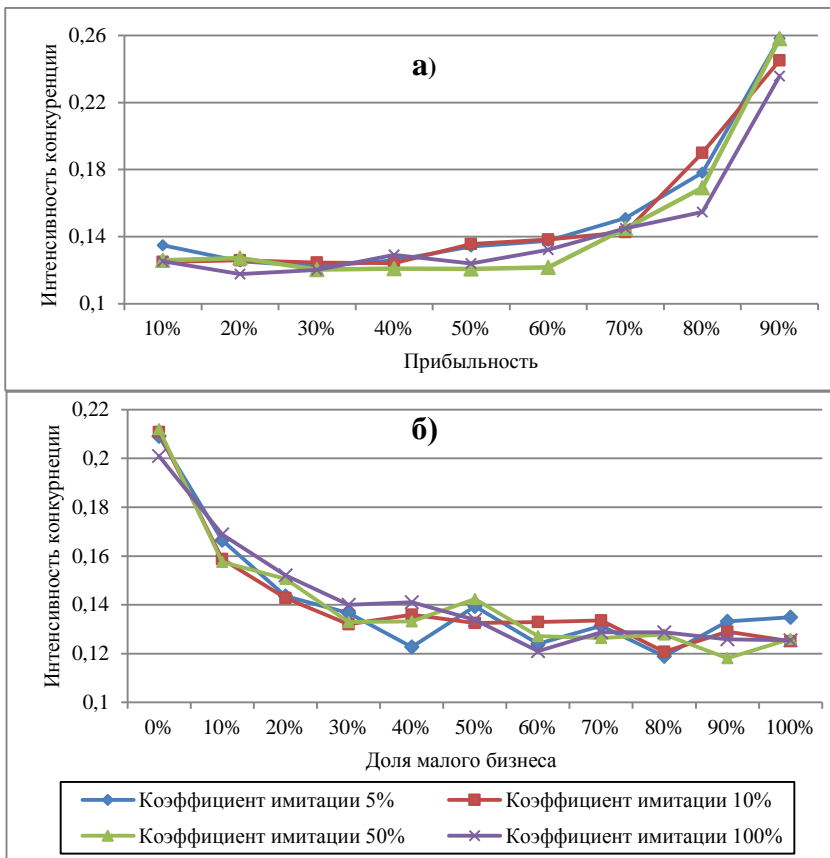 а)
Интенсивность конкуренции
0,26
0,22
0,18
0,14
0,1
10% 20% 30% 40% 50% 60% 70% 80% 90%
Прибыльность
б)
Интенсивность конкурнеции
0,22
0,2
0,18
0,16
0,14
0,12
0,1
0% 10% 20% 30% 40% 50% 60% 70% 80% 90% 100%
Доля малого бизнеса
Коэффициент имитации 5% Коэффициент имитации 10%
Коэффициент имитации 50% Коэффициент имитации 100%